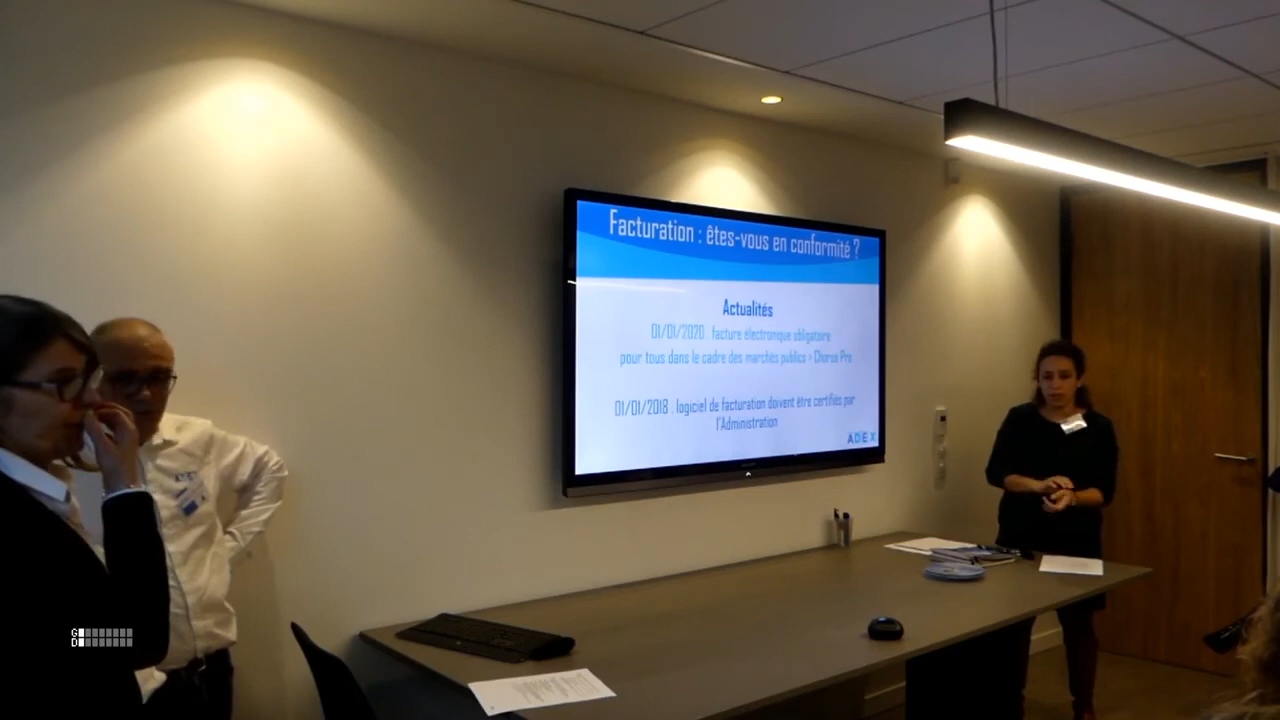 Facturation : êtes-vous en conformité ?
Actualités
01/01/2020 : facture électronique obligatoire
pour tous dans le cadre des marchés publics > Chorus Pro
01/01/2018 : logiciel de facturation doivent être certifiés par
l'Administration
ADEX
G
D